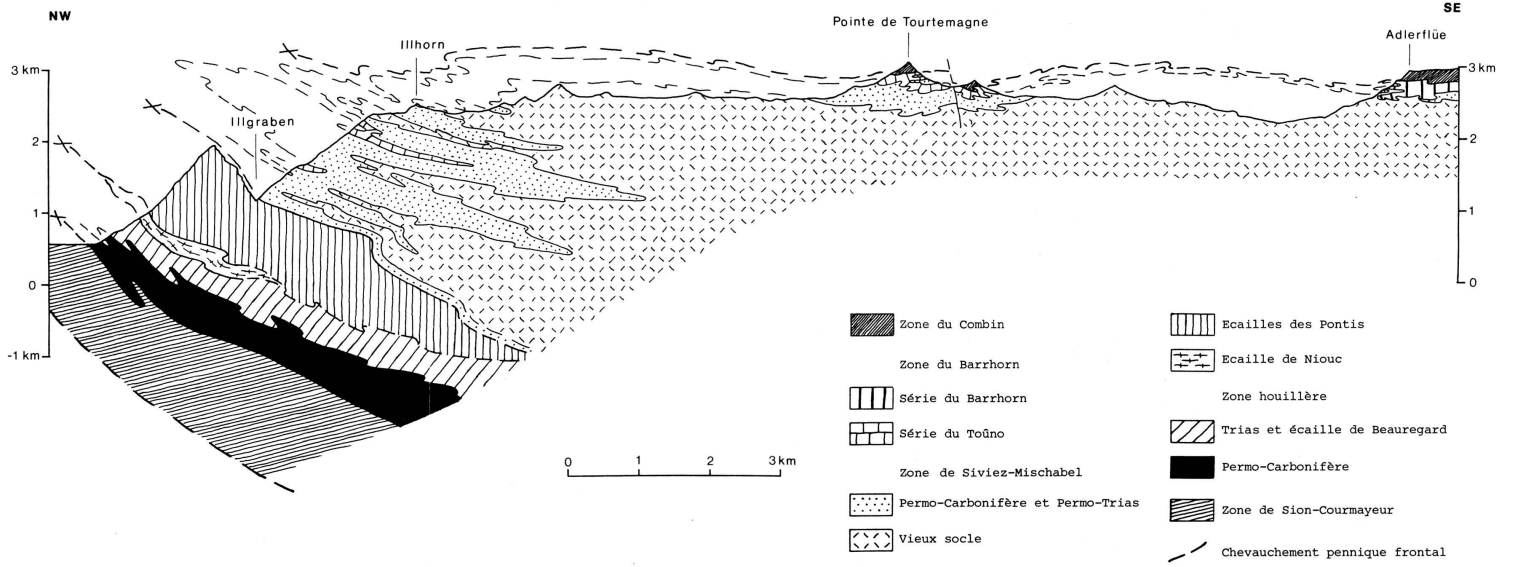 NW
SE
Pointe de Tourtemagne
Adlerflüe
Illhorn
3 km
3 km
Illgraben
2
2
1
1
0
0
-1 km
0 1 2 3 km
Zone du Combin
Zone du Barrhorn
Série du Barrhorn
Série du Toûno
Zone de Siviez-Mischabel
Permo-Carbonifère et Permo-Trias
Vieux socle
Ecailles des Pontis
Ecaille de Niouc
Zone houillère
Trias et écaille de Beauregard
Permo-Carbonifère
Zone de Sion-Courmayeur
Chevauchement pennique frontal